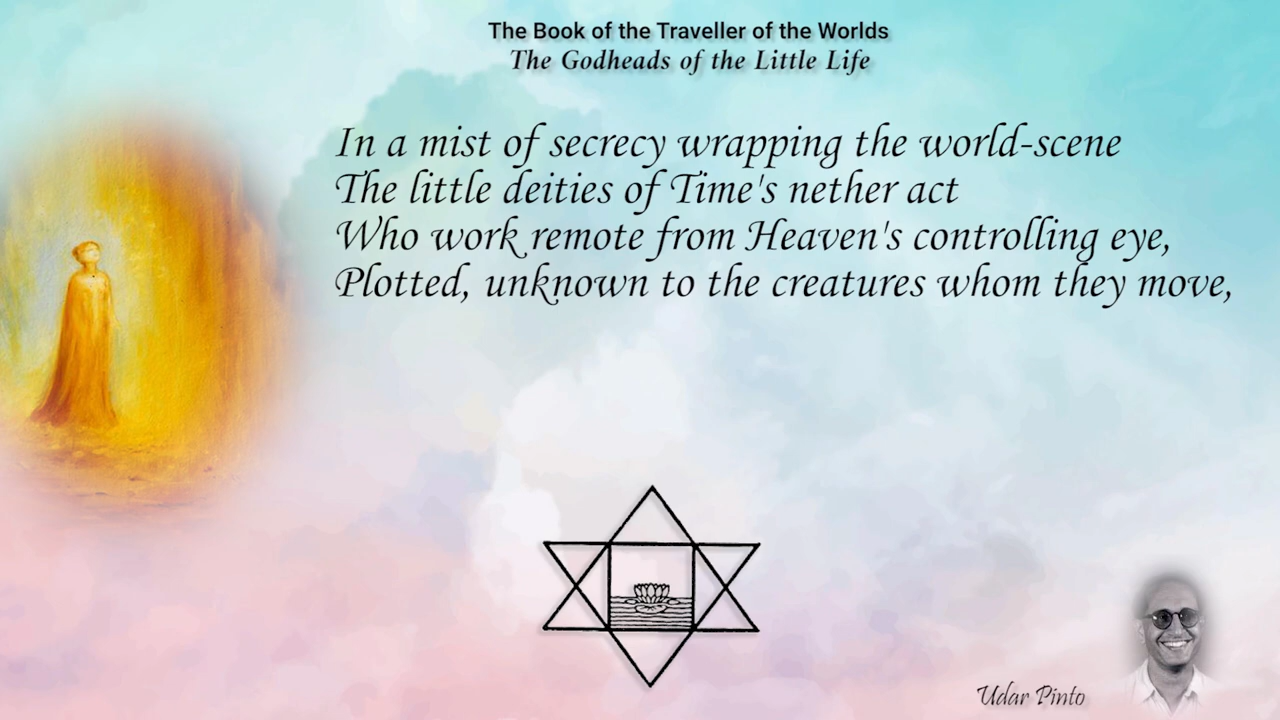 The Book of the Traveller of the Worlds
The Godheads of the Little Life
In a mist of secrecy wrapping the world-scene
The little deities of Time's nether act
Who work remote from Heaven's controlling eye,
Plotted, unknown to the creatures whom they move,
Udar Pinto